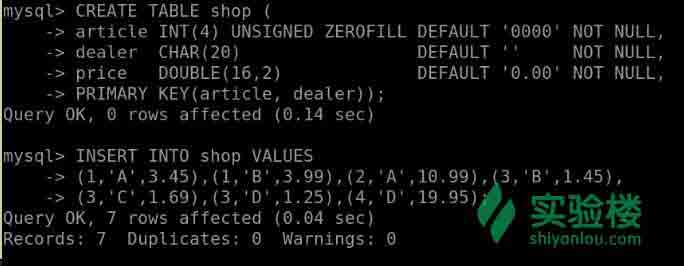 mysql> CREATE TABLE shop (
    -> article INT(4) UNSIGNED ZEROFILL DEFAULT '0000' NOT NULL,
    -> dealer  CHAR(20)                 DEFAULT ''     NOT NULL,
    -> price   DOUBLE(16,2)             DEFAULT '0.00' NOT NULL,
    -> PRIMARY KEY(article, dealer));
Query OK, 0 rows affected (0.14 sec)
mysql> INSERT INTO shop VALUES
    -> (1,'A',3.45),(1,'B',3.99),(2,'A',10.99),(3,'B',1.45),
    -> (3,'C',1.69),(3,'D',1.25),(4,'D',19.95);
Query OK, 7 rows affected (0.04 sec)
Records: 7  Duplicates: 0  Warnings: 0
实验楼
shiyanlou.com